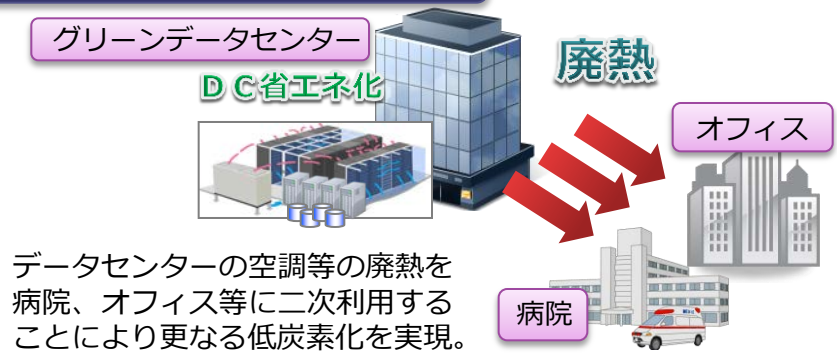 グリーンデータセンター
ＤＣ省エネ化
廃熱
オフィス
病院
データセンターの空調等の廃熱を
病院、オフィス等に二次利用する
ことにより更なる低炭素化を実現。